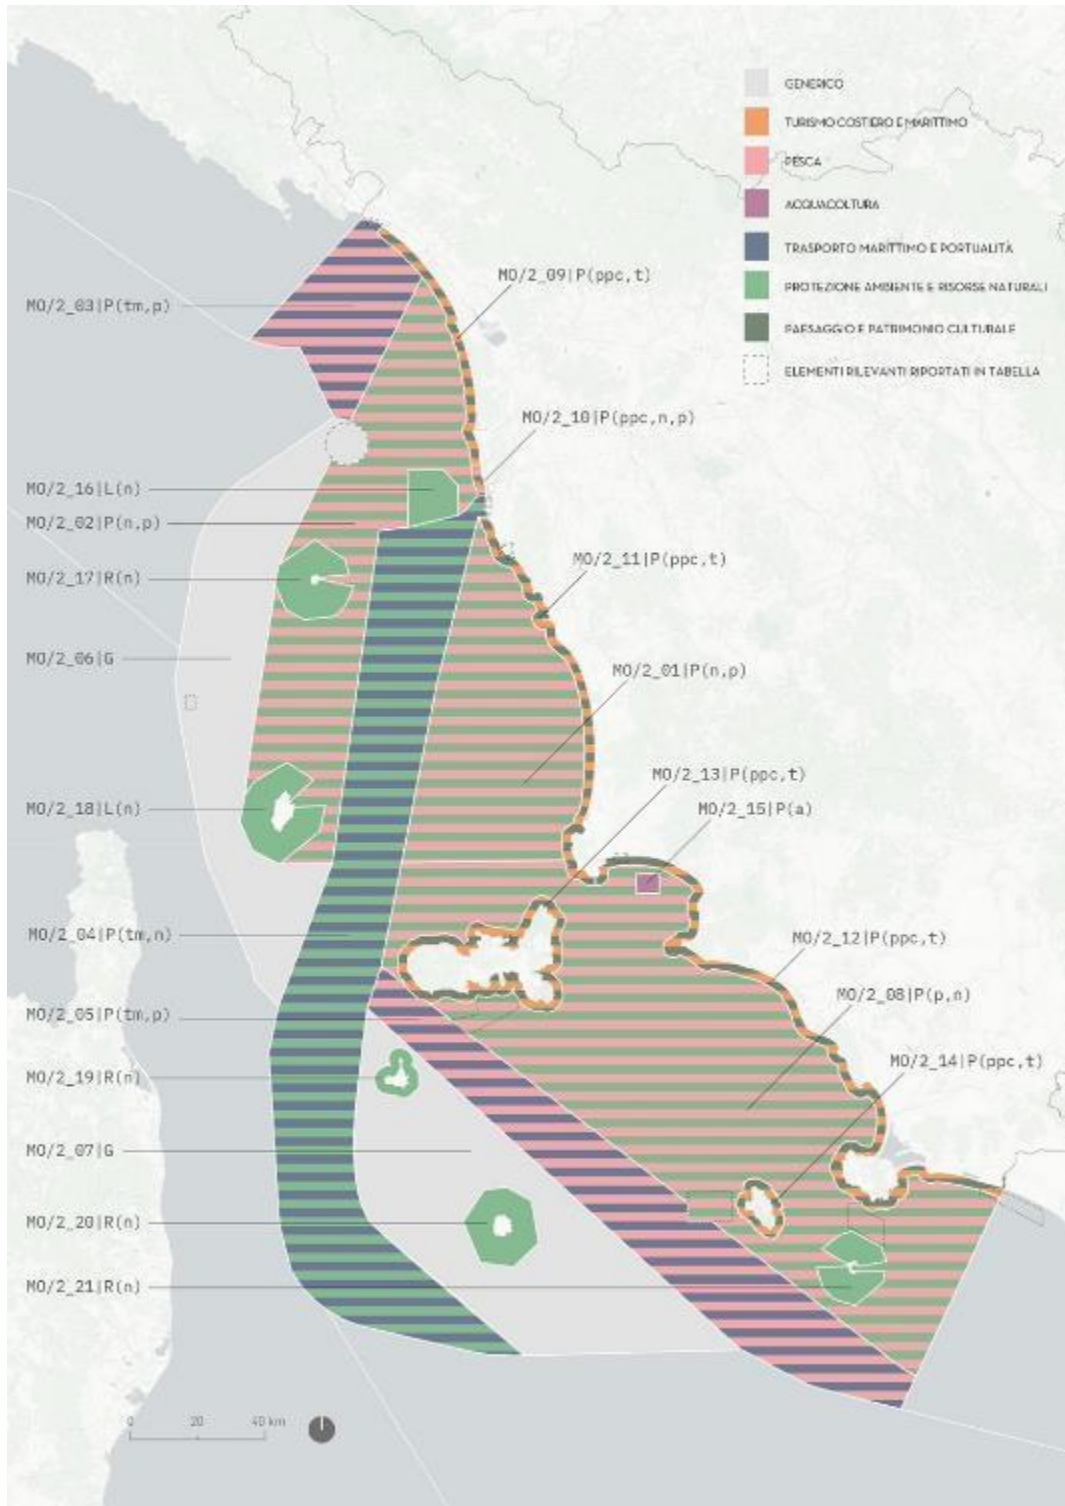 GENERICO
TURISMO COSTIERO E MARITTIMO
PESCA
ACQUACOLTURA
TRASPORTO MARITTIMO E PORTUALITÀ
PROTEZIONE AMBIENTE E RISORSE NATURALI
PAESAGGIO E PATRIMONIO CULTURALE
ELEMENTI RILEVANTI RIPORTATI IN TABELLA
MO/2_09|P(ppc,t)
MO/2_03|P(tm,p)
MO/2_10|P(ppc,n,p)
MO/2_16|L(n)
MO/2_02|P(n,p)
MO/2_11|P(ppc,t)
MO/2_17|R(n)
MO/2_06|G
MO/2_01|P(n,p)
MO/2_13|P(ppc,t)
MO/2_18|L(n)
MO/2_15|P(a)
MO/2_04|P(tm,n)
MO/2_12|P(ppc,t)
MO/2_08|P(p,n)
MO/2_05|P(tm,p)
MO/2_14|P(ppc,t)
MO/2_19|R(n)
MO/2_07|G
MO/2_20|R(n)
MO/2_21|R(n)
0 20 40 km